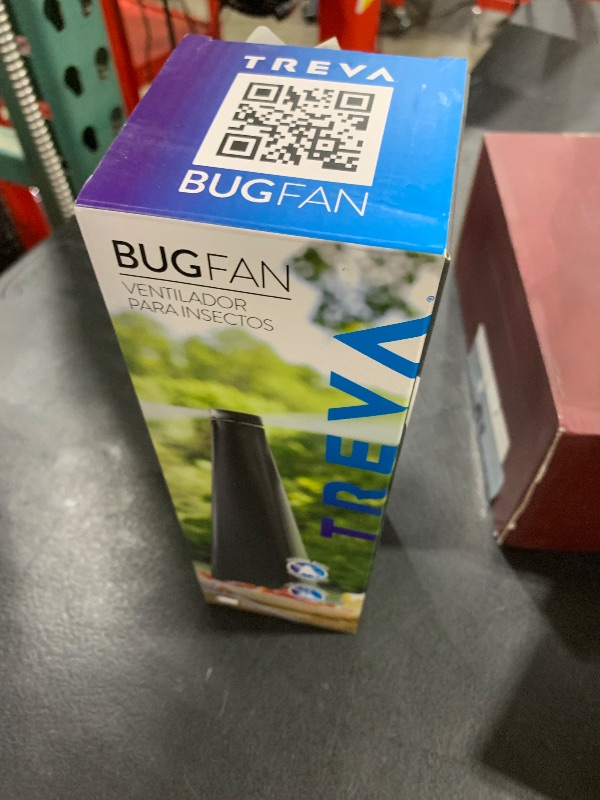 TREVA
BUGFAN
BUGFAN
VENTILADOR
PARA INSECTOS
TREVA®